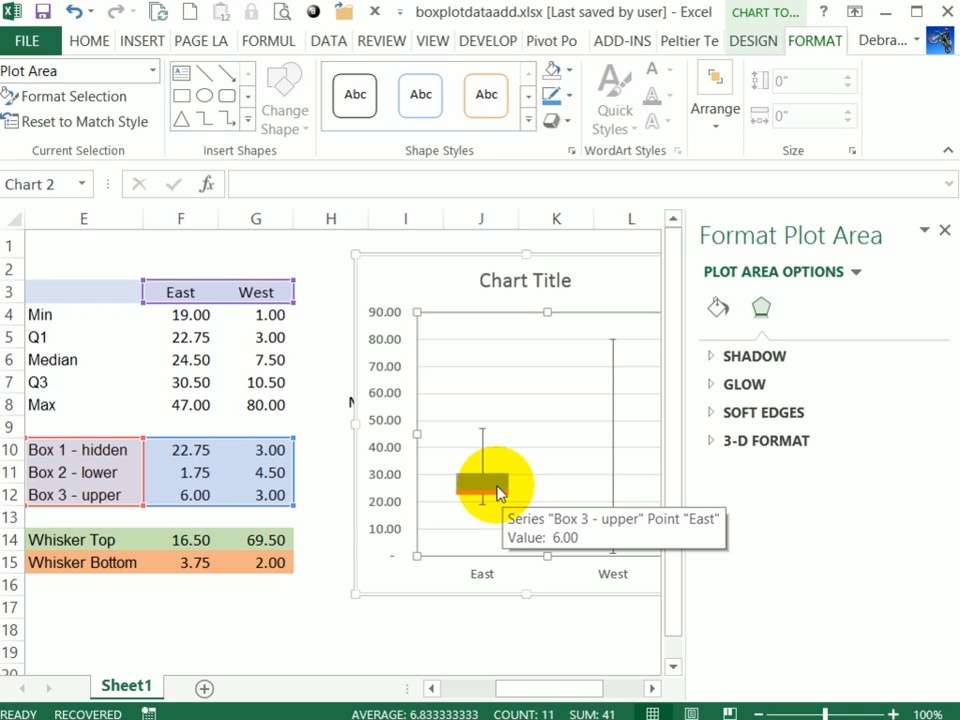 boxplotdataadd.xlsx [Last saved by user] - Excel
CHART TO...
?
FILE HOME INSERT PAGE LA FORMUL DATA REVIEW VIEW DEVELOP Pivot Po ADD-INS Peltier Te DESIGN FORMAT Debra...
Plot Area
Format Selection
Reset to Match Style
Current Selection
Change
Shape
Insert Shapes
Abc Abc Abc
Shape Styles
Quick
Styles
WordArt Styles
Arrange
0"
0"
Size
Chart 2
fx
E F G H I J K L
1
2
3 East West
4 Min 19.00 1.00
5 Q1 22.75 3.00
6 Median 24.50 7.50
7 Q3 30.50 10.50
8 Max 47.00 80.00
9
10 Box 1 - hidden 22.75 3.00
11 Box 2 - lower 1.75 4.50
12 Box 3 - upper 6.00 3.00
13
14 Whisker Top 16.50 69.50
15 Whisker Bottom 3.75 2.00
16
17
18
19
20
Chart Title
90.00
80.00
70.00
60.00
50.00
40.00
30.00
20.00
10.00
-
East West
Series "Box 3 - upper" Point "East"
Value: 6.00
Format Plot Area
PLOT AREA OPTIONS
SHADOW
GLOW
SOFT EDGES
3-D FORMAT
Sheet1
READY RECOVERED AVERAGE: 6.833333333 COUNT: 11 SUM: 41 100%